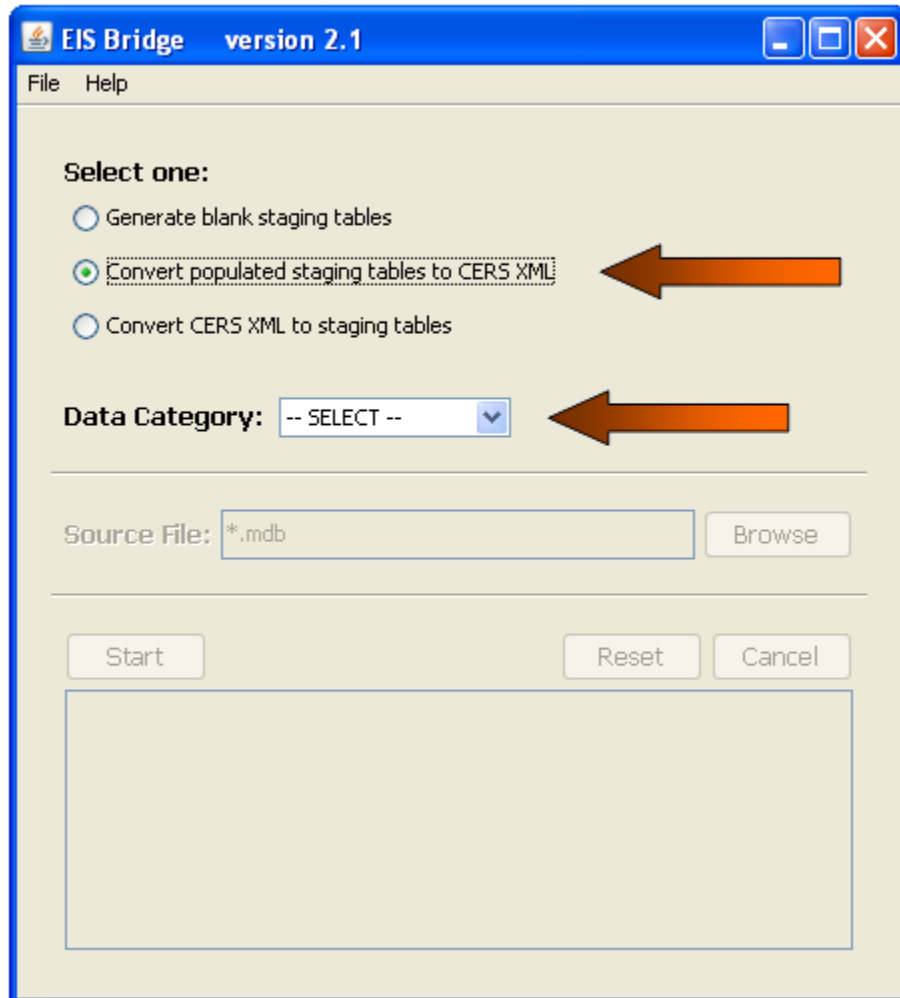 EIS Bridge version 2.1
File Help
Select one:
Generate blank staging tables
Convert populated staging tables to CERS XML
Convert CERS XML to staging tables
Data Category: -- SELECT --
Source File: *.mdb Browse
Start Reset Cancel